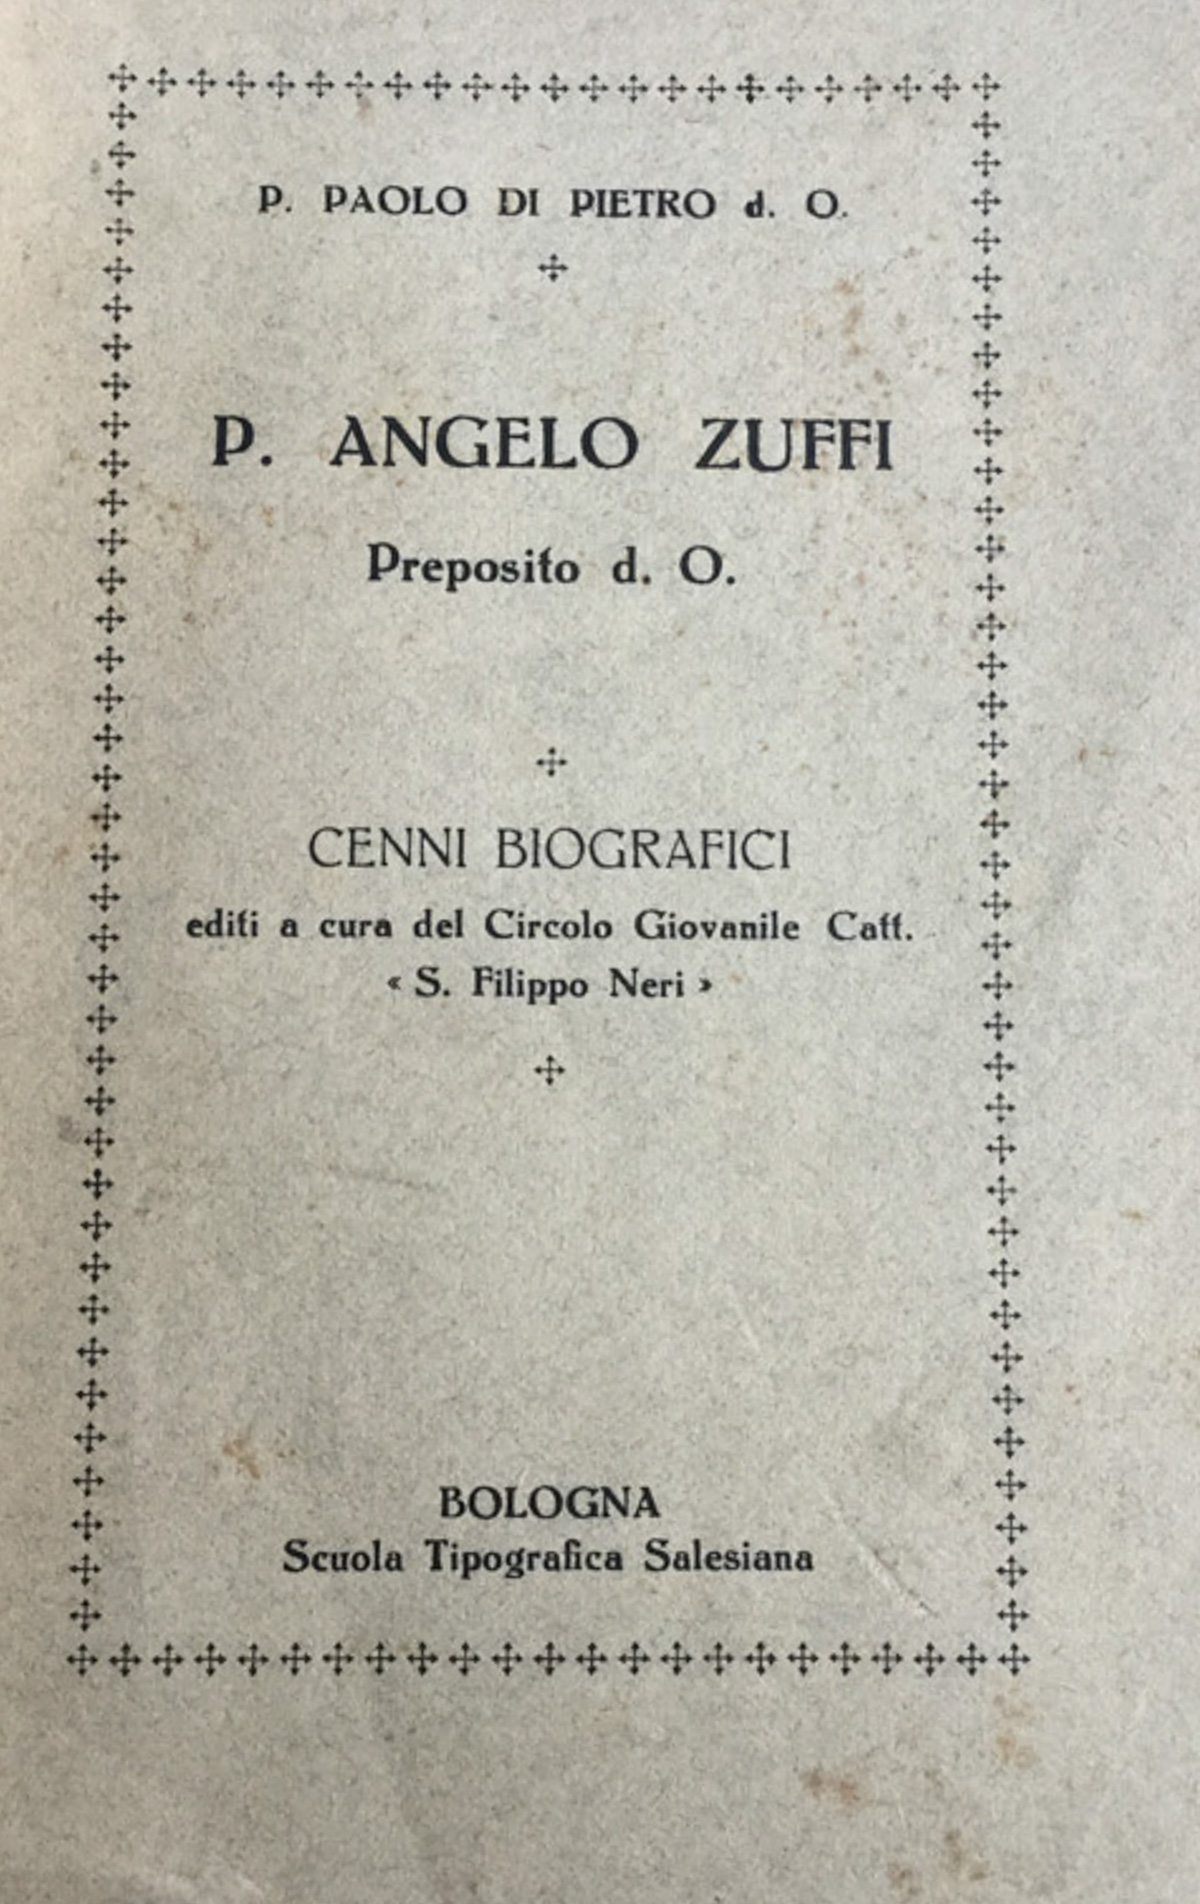 P. PAOLO DI PIETRO d. O.
P. ANGELO ZUFFI
Preposito d. O.
CENNI BIOGRAFICI
editi a cura del Circolo Giovanile Catt.
« S. Filippo Neri »
BOLOGNA
Scuola Tipografica Salesiana